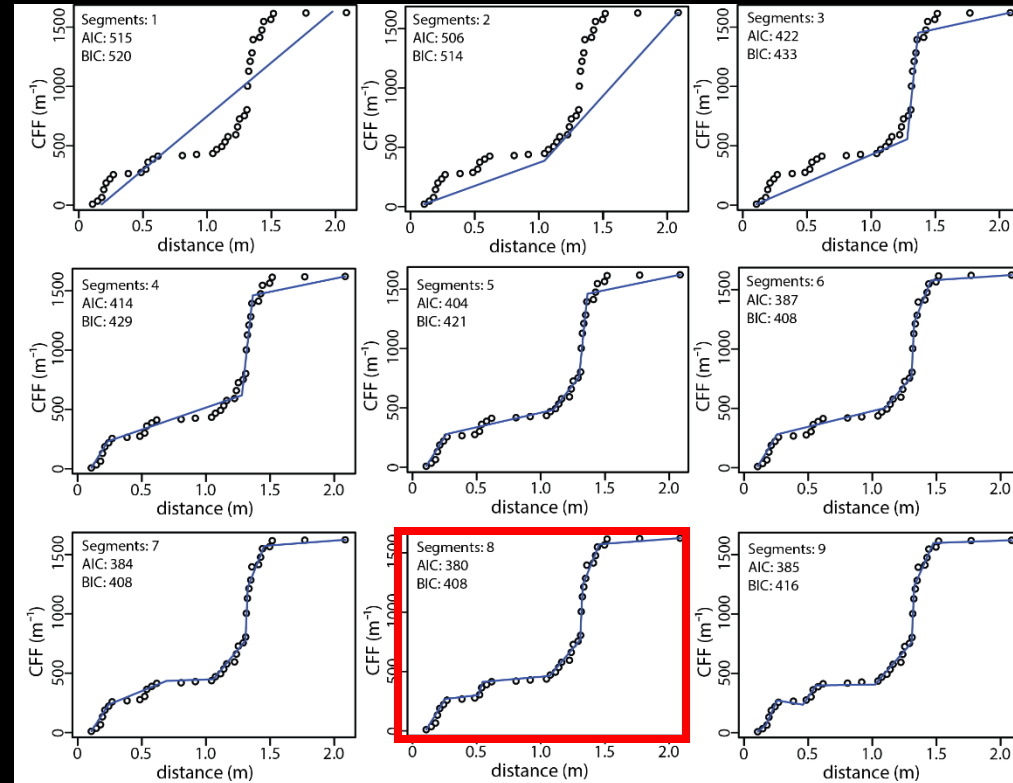 Segments: 1
AIC: 515
BIC: 520
CFF (m⁻¹)
0 500 1000 1500
0.0 0.5 1.0 1.5 2.0
distance (m)
Segments: 2
AIC: 506
BIC: 514
CFF (m⁻¹)
0 500 1000 1500
0.0 0.5 1.0 1.5 2.0
distance (m)
Segments: 3
AIC: 422
BIC: 433
CFF (m⁻¹)
0 500 1000 1500
0.0 0.5 1.0 1.5 2.0
distance (m)
Segments: 4
AIC: 414
BIC: 429
CFF (m⁻¹)
0 500 1000 1500
0.0 0.5 1.0 1.5 2.0
distance (m)
Segments: 5
AIC: 404
BIC: 421
CFF (m⁻¹)
0 500 1000 1500
0.0 0.5 1.0 1.5 2.0
distance (m)
Segments: 6
AIC: 387
BIC: 408
CFF (m⁻¹)
0 500 1000 1500
0.0 0.5 1.0 1.5 2.0
distance (m)
Segments: 7
AIC: 384
BIC: 408
CFF (m⁻¹)
0 500 1000 1500
0.0 0.5 1.0 1.5 2.0
distance (m)
Segments: 8
AIC: 380
BIC: 408
CFF (m⁻¹)
0 500 1000 1500
0.0 0.5 1.0 1.5 2.0
distance (m)
Segments: 9
AIC: 385
BIC: 416
CFF (m⁻¹)
0 500 1000 1500
0.0 0.5 1.0 1.5 2.0
distance (m)